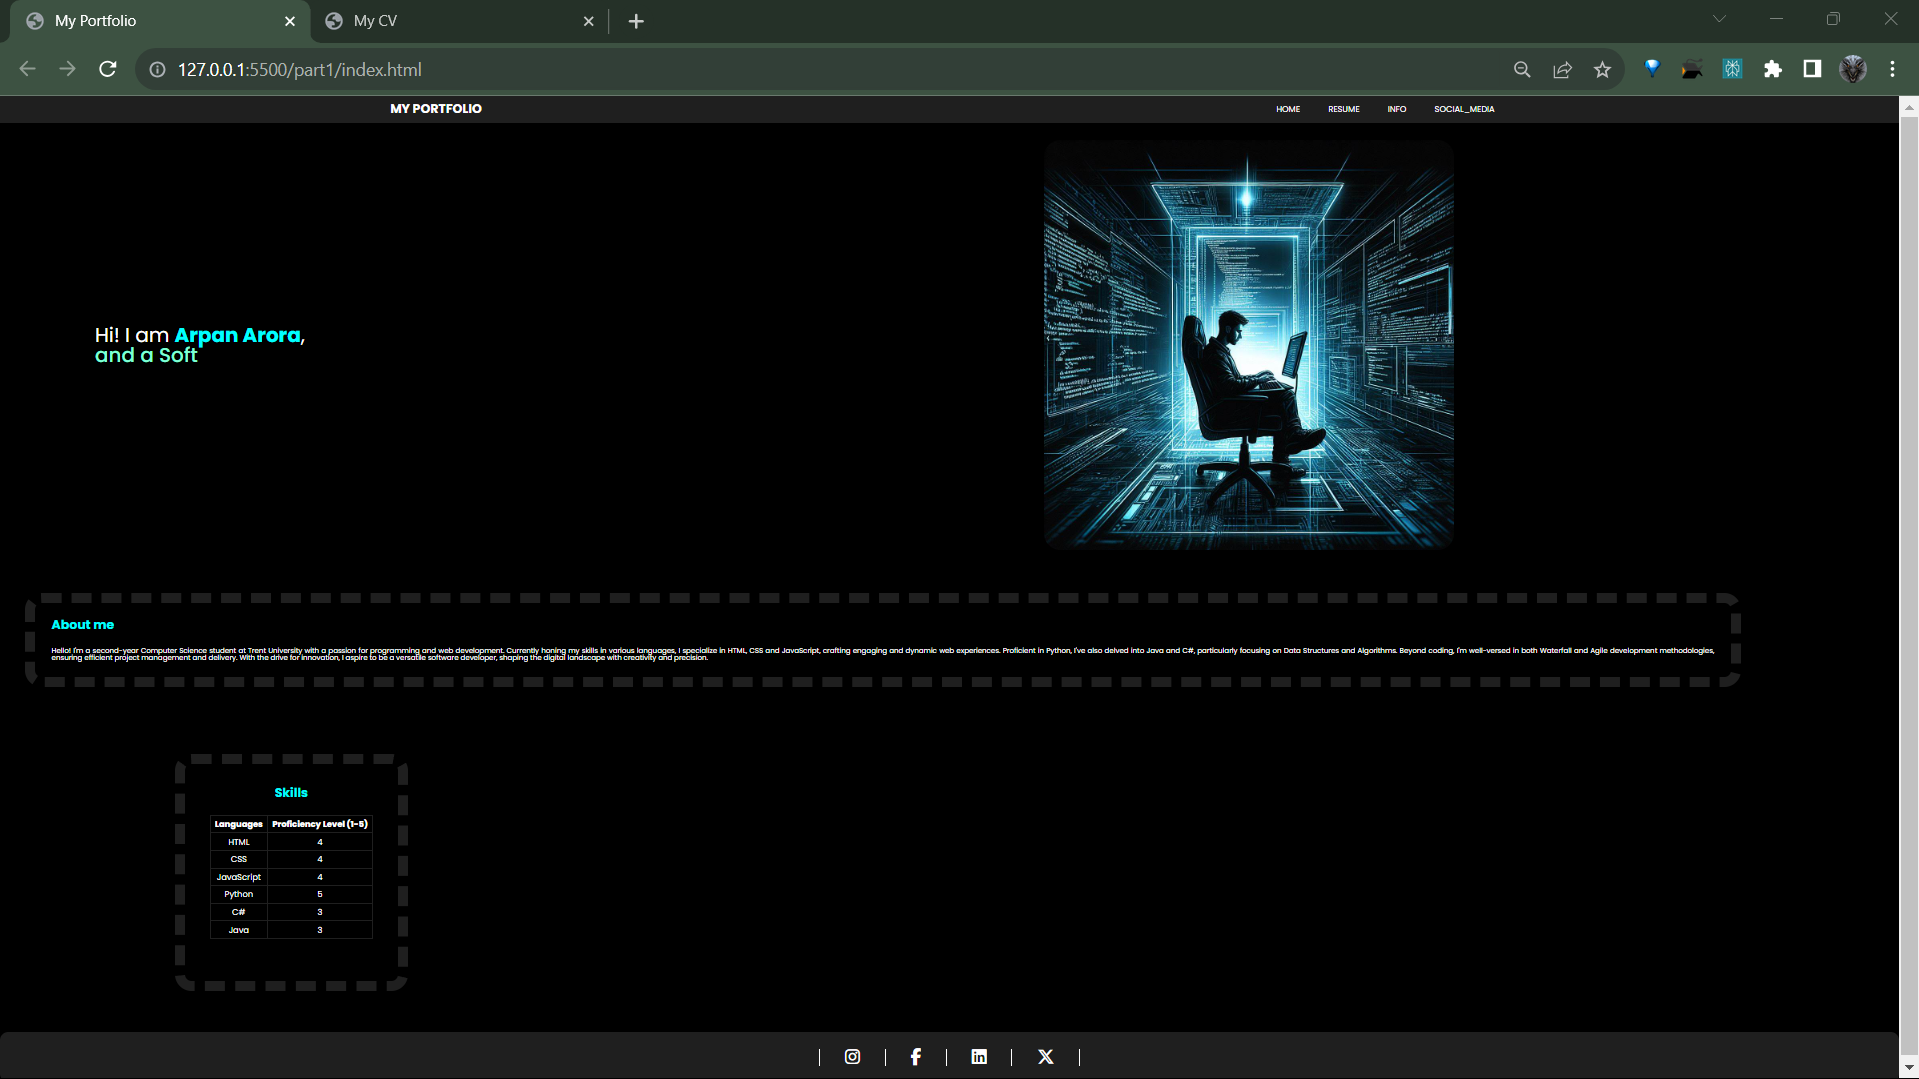 My Portfolio
My CV
127.0.0.1:5500/part1/index.html
MY PORTFOLIO
HOME RESUME INFO SOCIAL_MEDIA
Hi! I am Arpan Arora,
and a Soft
About me
Hello! I'm a second-year Computer Science student at Trent University with a passion for programming and web development. Currently honing my skills in various languages, I specialize in HTML, CSS and JavaScript, crafting engaging and dynamic web experiences. Proficient in Python, I've also delved into Java and C#, particularly focusing on Data Structures and Algorithms. Beyond coding, I'm well-versed in both Waterfall and Agile development methodologies,
ensuring efficient project management and delivery. With the drive for innovation, I aspire to be a versatile software developer, shaping the digital landscape with creativity and precision.
Skills
Languages Proficiency Level (1-5)
HTML 4
CSS 4
JavaScript 4
Python 5
C# 3
Java 3